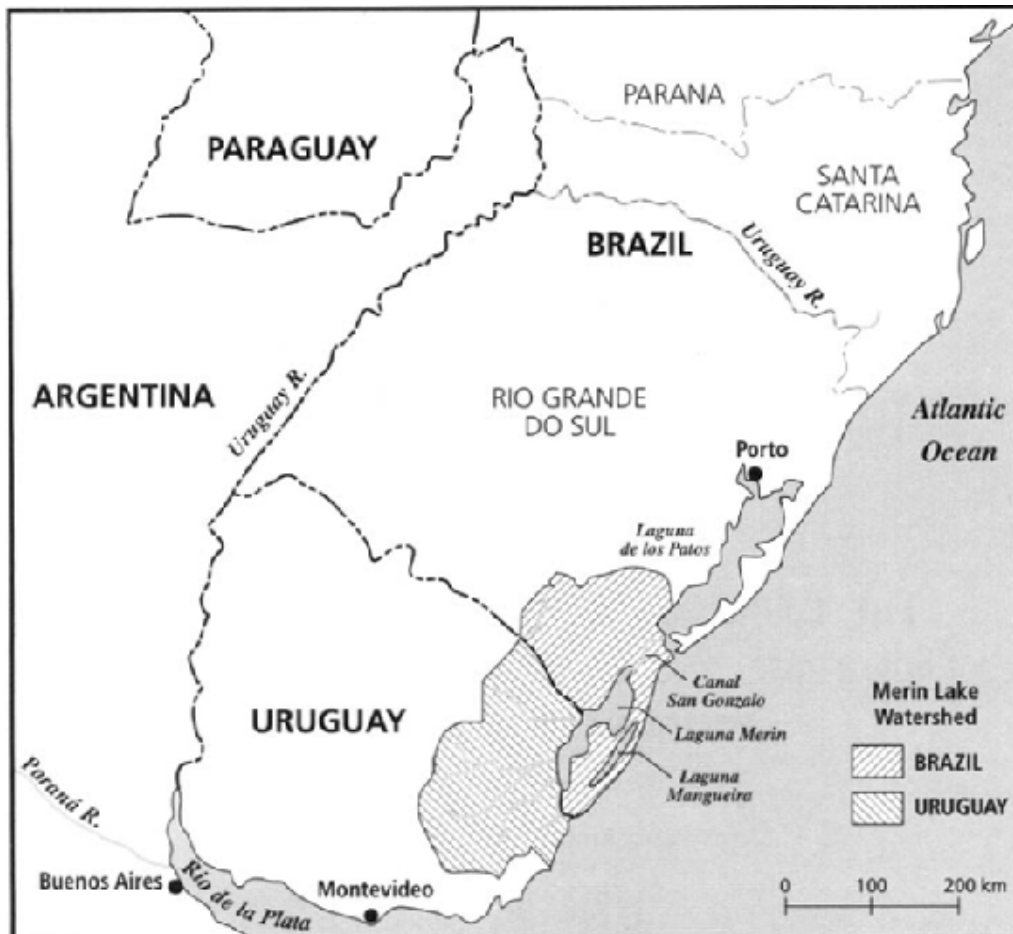 PARANA
PARAGUAY
SANTA
CATARINA
BRAZIL
Uruguay R.
ARGENTINA
Uruguay R.
RIO GRANDE
DO SUL
Atlantic
Ocean
Porto
Laguna
de los Patos
Canal
San Gonzalo
URUGUAY
Laguna Merin
Laguna
Mangueira
Merin Lake
Watershed
BRAZIL
URUGUAY
Paraná R.
Buenos Aires
Río de la Plata
Montevideo
0 100 200 km